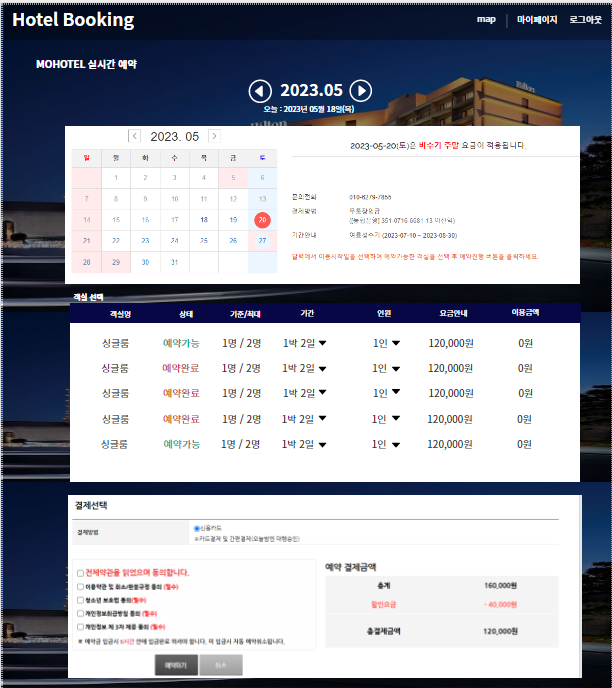 Hotel Booking
map | 마이페이지 로그아웃
MOHOTEL 실시간 예약
2023.05
오늘 : 2023년 05월 18일(목)
Hilton
Hilton
2023. 05
일 월 화 수 목 금 토
1 2 3 4 5 6
7 8 9 10 11 12 13
14 15 16 17 18 19 20
21 22 23 24 25 26 27
28 29 30 31
2023-05-20(토)은 비수기 주말 요금이 적용됩니다.
문의전화 010-6279-7855
결제방법 무통장입금
기간안내 여름성수기 (2023-07-10 ~ 2023-08-30)
달력에서 이용시작일을 선택하여 예약가능한 객실을 선택 후 예약진행 버튼을 클릭하세요.
객실 선택
객실명 상태 기준/최대 기간 인원 요금안내 이용금액
싱글룸 예약가능 1명 / 2명 1박 2일 1인 120,000원 0원
싱글룸 예약완료 1명 / 2명 1박 2일 1인 120,000원 0원
싱글룸 예약완료 1명 / 2명 1박 2일 1인 120,000원 0원
싱글룸 예약완료 1명 / 2명 1박 2일 1인 120,000원 0원
싱글룸 예약가능 1명 / 2명 1박 2일 1인 120,000원 0원
결제선택
결제방법 신용카드
※카드결제 및 간편결제(오늘방반 대행승인)
전체약관을 읽었으며 동의합니다.
이용약관 및 취소/환불규정 동의 (필수)
청소년 보호법 동의(필수)
개인정보취급방침 동의 (필수)
개인정보 제 3자 제공 동의 (필수)
※ 예약금 입금시 6시간 안에 입금완료 하셔야 합니다. 미 입금시 자동 예약취소됩니다.
예약하기 취소
예약 결제금액
총계 160,000원
할인요금 - 40,000원
총결제금액 120,000원